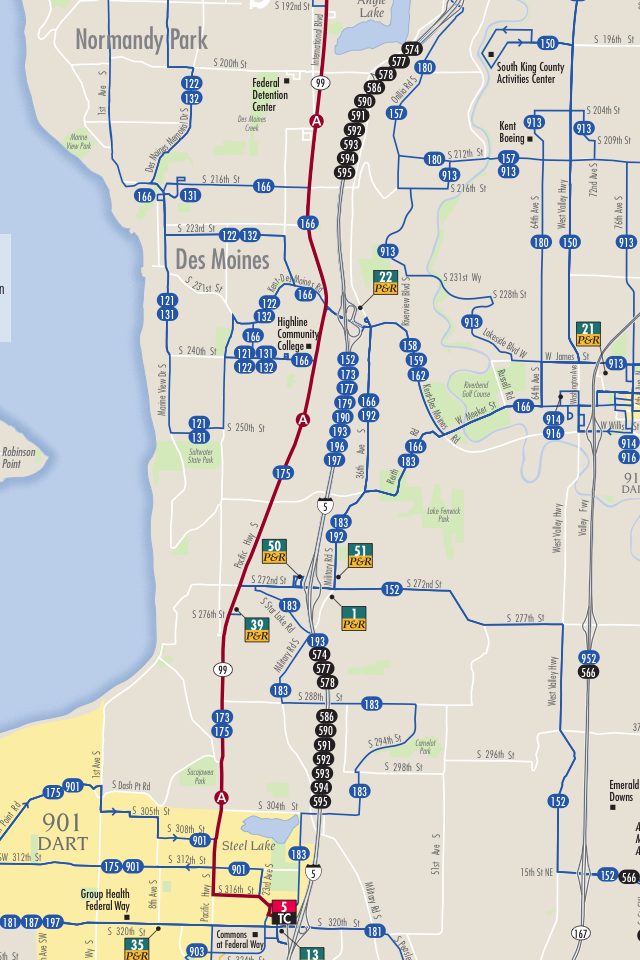 S 192nd St
Angle
Lake
574
577
578
586
590
591
592
593
594
595
180
150
S 196th St
Normandy Park
International Blvd
S 200th St
South King County
Activities Center
1st Ave S
122
132
Federal
Detention
Center
99
Orillia Rd S
157
S 204th St
913
Des Moines
Creek
A
Kent
Boeing
913
S 209th St
Marine
View Park
Des Moines Memorial Dr S
180
S 212th St
157
913
913
S 216th St
166
131
S 216th St
166
64th Ave S
West Valley Hwy
72nd Ave S
76th Ave S
166
S 223rd St
122
132
180
150
913
Des Moines
913
S 231st St
Kent-Des Moines Rd
166
22
P&R
S 231st Wy
S 228th St
121
131
122
132
Riverview Blvd S
913
Lakeside Blvd W
21
P&R
Highline
Community
College
166
S 240th St
121
131
122
132
166
152
173
177
179
190
193
196
197
166
192
158
159
162
W James St
913
Marine View Dr S
Kent-Des Moines Rd
Riverbend
Golf Course
Russell Rd
64th Ave S
Washington Ave
W Meeker St
166
914
916
W Willis St
914
916
121
131
S 250th St
A
Saltwater
State Park
36th Ave S
Reith Rd
166
183
Robinson
Point
175
Pacific Hwy S
5
Lake Fenwick
Park
West Valley Hwy
Valley Fwy
183
192
50
P&R
51
P&R
Military Rd S
S 272nd St
152
S 272nd St
S 276th St
39
P&R
183
S Star Lake Rd
1
P&R
S 277th St
Military Rd S
193
574
577
578
952
566
99
West Valley Hwy
183
S 288th St
183
173
175
586
590
591
592
593
594
595
S 294th St
Camelot
Park
S 296th St
S 298th St
1st Ave S
Sacajawea
Park
Emerald
Downs
175
901
S Dash Pt Rd
A
S 304th St
183
152
S 305th St
901
DART
S 308th St
901
Steel Lake
51st Ave S
SW 312th St
175
901
S 312th St
901
183
5
15th St NE
152
566
Group Health
Federal Way
8th Ave S
Pacific Hwy S
S 316th St
23rd Ave S
5
TC
Military Rd S
181
187
197
S 320th St
35
P&R
Commons
at Federal Way
S 320th St
181
903
S 324th St
13
167